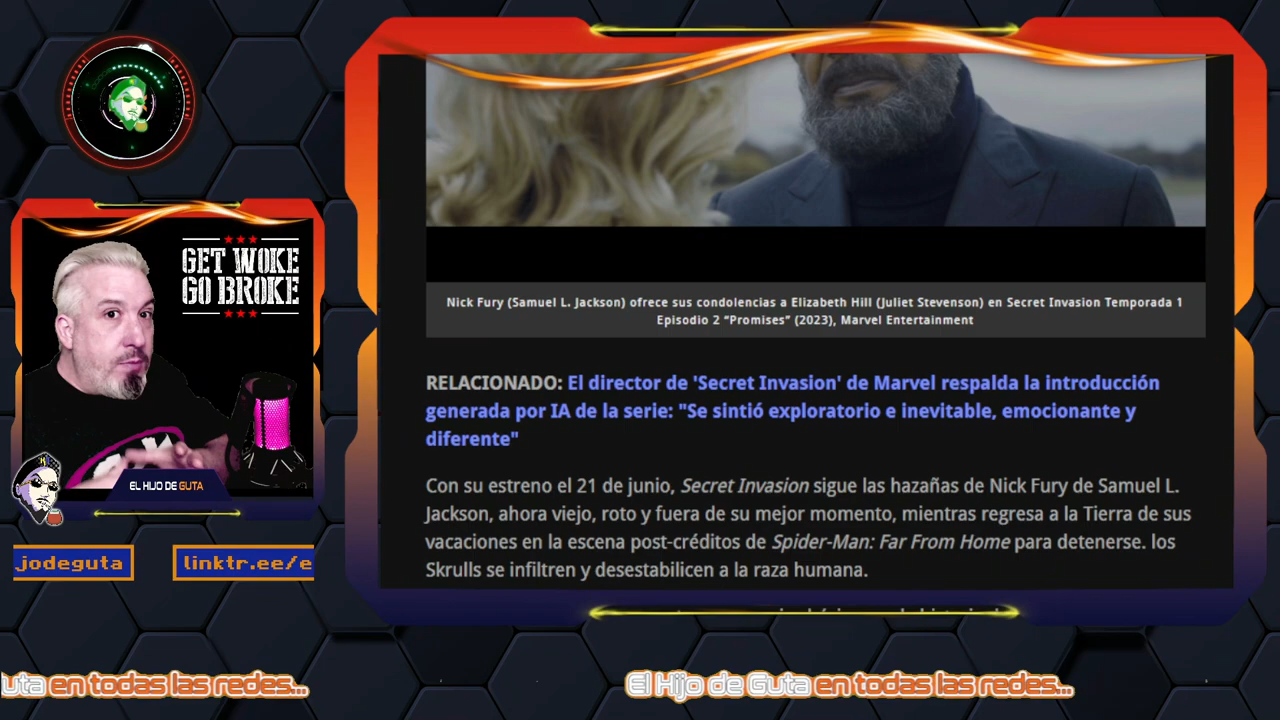 GET WOKE
GO BROKE
EL HIJO DE GUTA
jodeguta
linktr.ee/e
Nick Fury (Samuel L. Jackson) ofrece sus condolencias a Elizabeth Hill (Juliet Stevenson) en Secret Invasion Temporada 1
Episodio 2 “Promises” (2023), Marvel Entertainment
RELACIONADO: El director de 'Secret Invasion' de Marvel respalda la introducción
generada por IA de la serie: "Se sintió exploratorio e inevitable, emocionante y
diferente"
Con su estreno el 21 de junio, Secret Invasion sigue las hazañas de Nick Fury de Samuel L.
Jackson, ahora viejo, roto y fuera de su mejor momento, mientras regresa a la Tierra de sus
vacaciones en la escena post-créditos de Spider-Man: Far From Home para detenerse. los
Skrulls se infiltren y desestabilicen a la raza humana.
uta en todas las redes...
El Hijo de Guta en todas las redes...